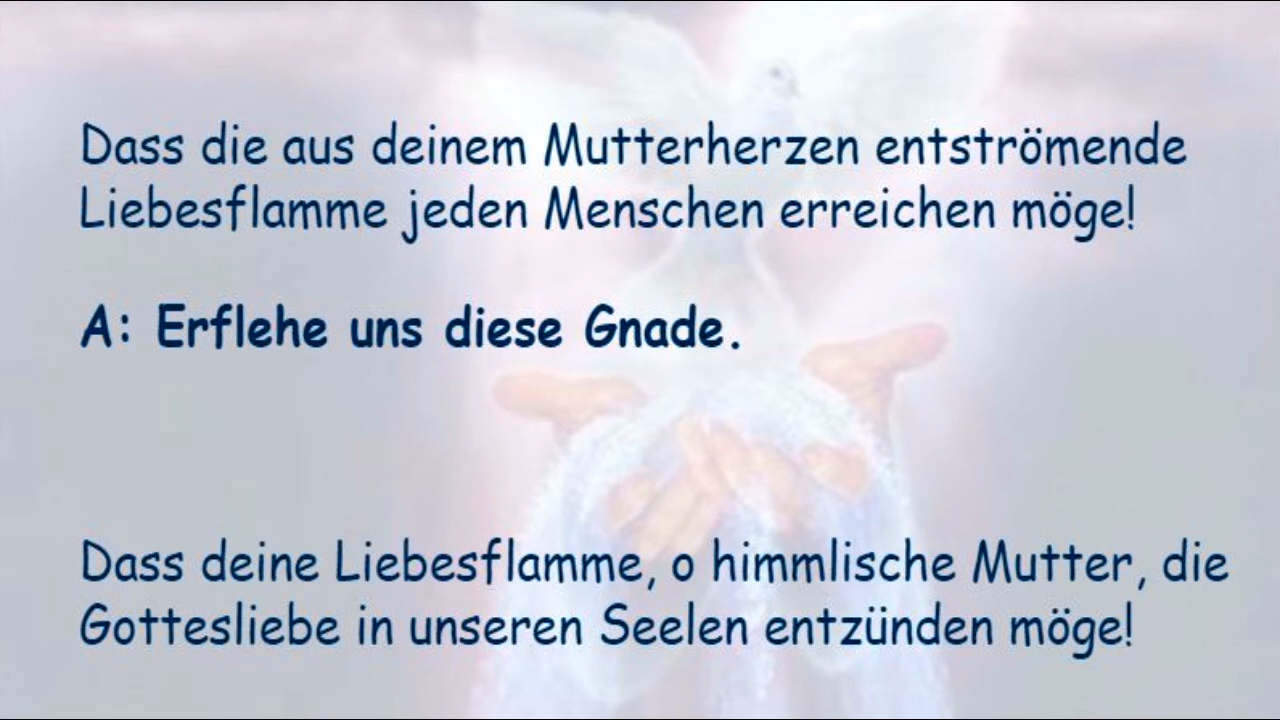 Dass die aus deinem Mutterherzen entströmende
Liebesflamme jeden Menschen erreichen möge!
A: Erflehe uns diese Gnade.
Dass deine Liebesflamme, o himmlische Mutter, die
Gottesliebe in unseren Seelen entzünden möge!